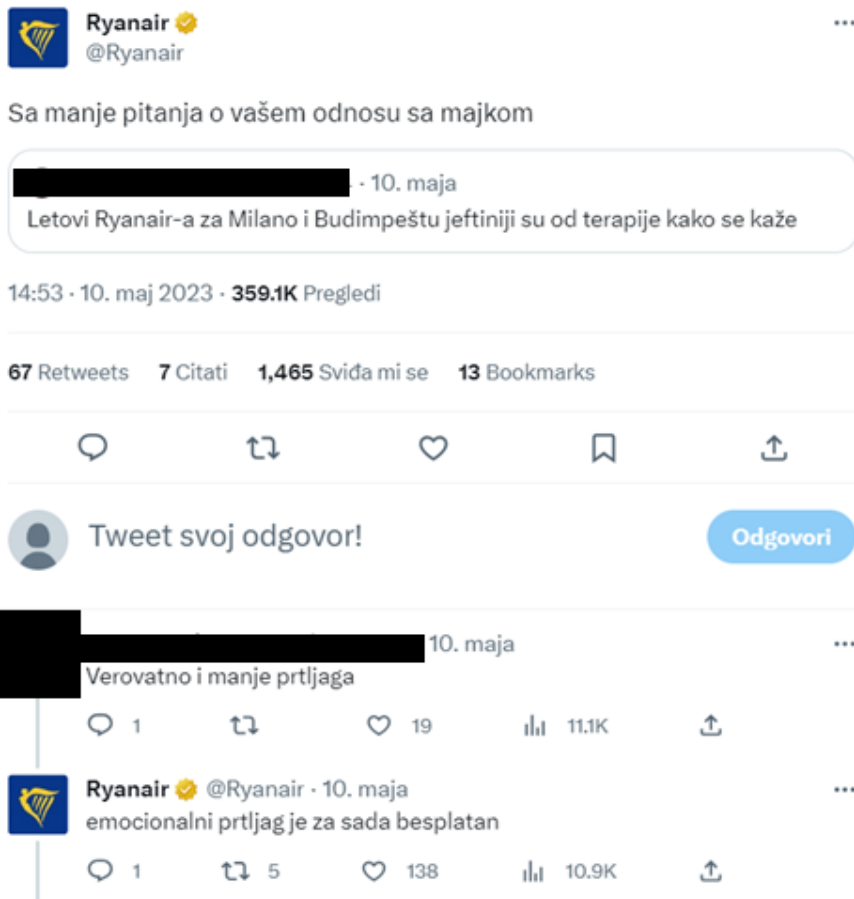 Ryanair
@Ryanair
Sa manje pitanja o vašem odnosu sa majkom
· 10. maja
Letovi Ryanair-a za Milano i Budimpeštu jeftiniji su od terapije kako se kaže
14:53 · 10. maj 2023 · 359.1K Pregledi
67 Retweets 7 Citati 1,465 Sviđa mi se 13 Bookmarks
Tweet svoj odgovor!
Odgovori
10. maja
Verovatno i manje prtljaga
1 19 11.1K
Ryanair @Ryanair · 10. maja
emocionalni prtljag je za sada besplatan
1 5 138 10.9K